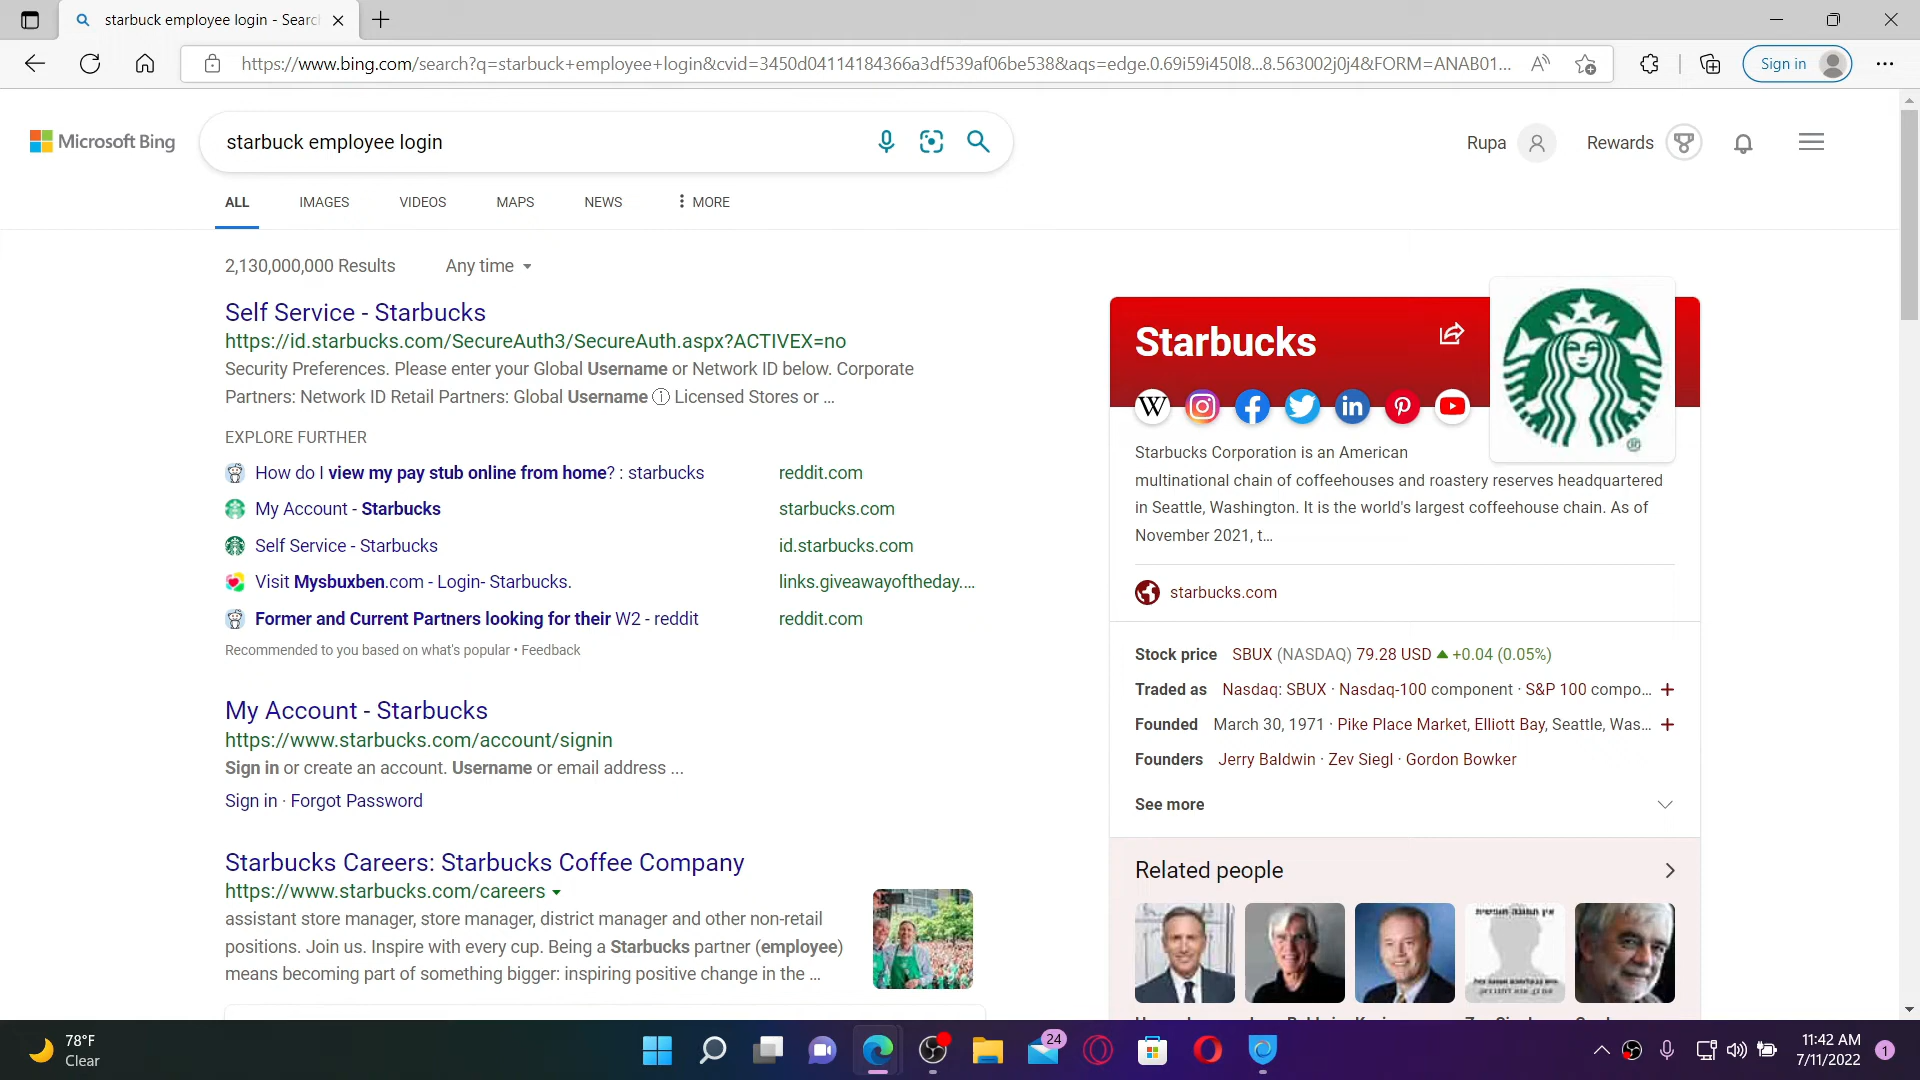 starbuck employee login - Searc
https://www.bing.com/search?q=starbuck+employee+login&cvid=3450d04114184366a3df539af06be538&aqs=edge.0.69i59i450l8...8.563002j0j4&FORM=ANAB01...
Sign in
Microsoft Bing
starbuck employee login
Rupa
Rewards
ALL
IMAGES
VIDEOS
MAPS
NEWS
MORE
2,130,000,000 Results
Any time
Self Service - Starbucks
https://id.starbucks.com/SecureAuth3/SecureAuth.aspx?ACTIVEX=no
Security Preferences. Please enter your Global Username or Network ID below. Corporate
Partners: Network ID Retail Partners: Global Username ⓘ Licensed Stores or ...
EXPLORE FURTHER
How do I view my pay stub online from home? : starbucks reddit.com
My Account - Starbucks starbucks.com
Self Service - Starbucks id.starbucks.com
Visit Mysbuxben.com - Login- Starbucks. links.giveawayoftheday....
Former and Current Partners looking for their W2 - reddit reddit.com
Recommended to you based on what's popular • Feedback
My Account - Starbucks
https://www.starbucks.com/account/signin
Sign in or create an account. Username or email address ...
Sign in · Forgot Password
Starbucks Careers: Starbucks Coffee Company
https://www.starbucks.com/careers
assistant store manager, store manager, district manager and other non-retail
positions. Join us. Inspire with every cup. Being a Starbucks partner (employee)
means becoming part of something bigger: inspiring positive change in the ...
Starbucks
Starbucks Corporation is an American
multinational chain of coffeehouses and roastery reserves headquartered
in Seattle, Washington. It is the world's largest coffeehouse chain. As of
November 2021, t...
starbucks.com
Stock price SBUX (NASDAQ) 79.28 USD ▲ +0.04 (0.05%)
Traded as Nasdaq: SBUX · Nasdaq-100 component · S&P 100 compo...
Founded March 30, 1971 · Pike Place Market, Elliott Bay, Seattle, Was...
Founders Jerry Baldwin · Zev Siegl · Gordon Bowker
See more
Related people
78°F
Clear
24
11:42 AM
7/11/2022
1